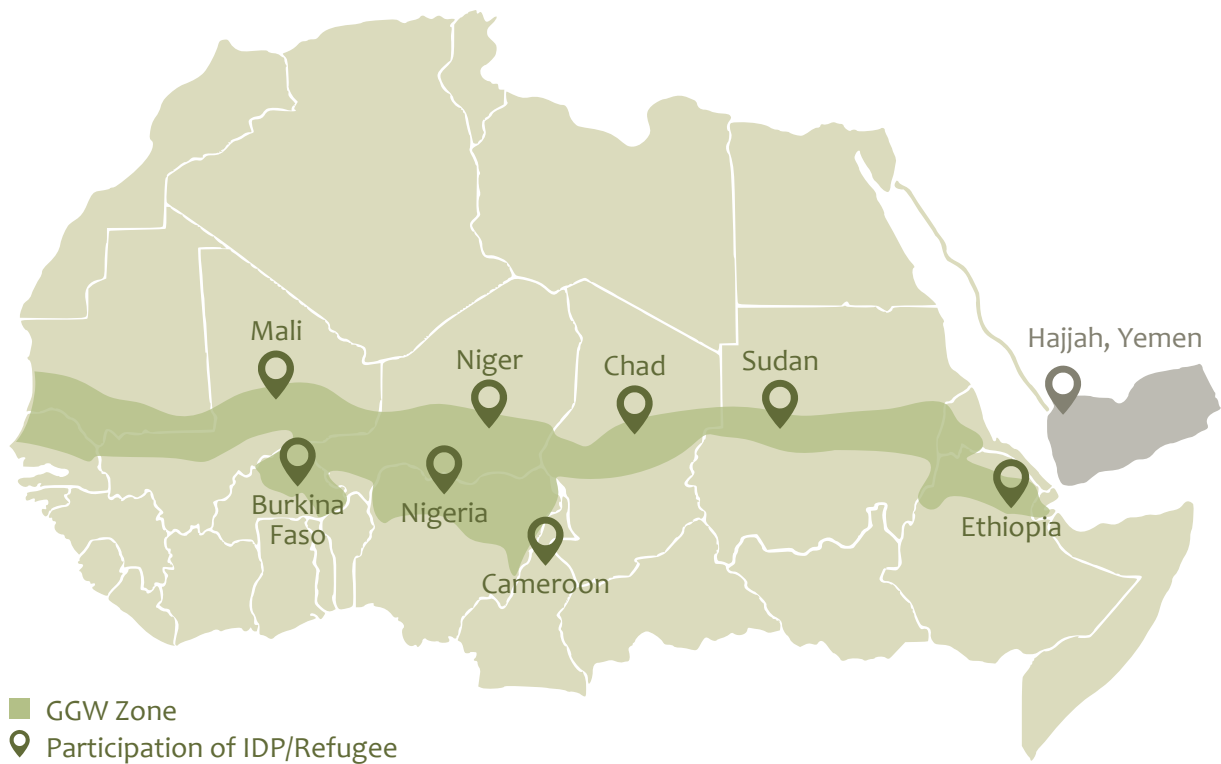 Mali
Niger
Chad
Sudan
Hajjah, Yemen
Burkina
Faso
Nigeria
Cameroon
Ethiopia
GGW Zone
Participation of IDP/Refugee